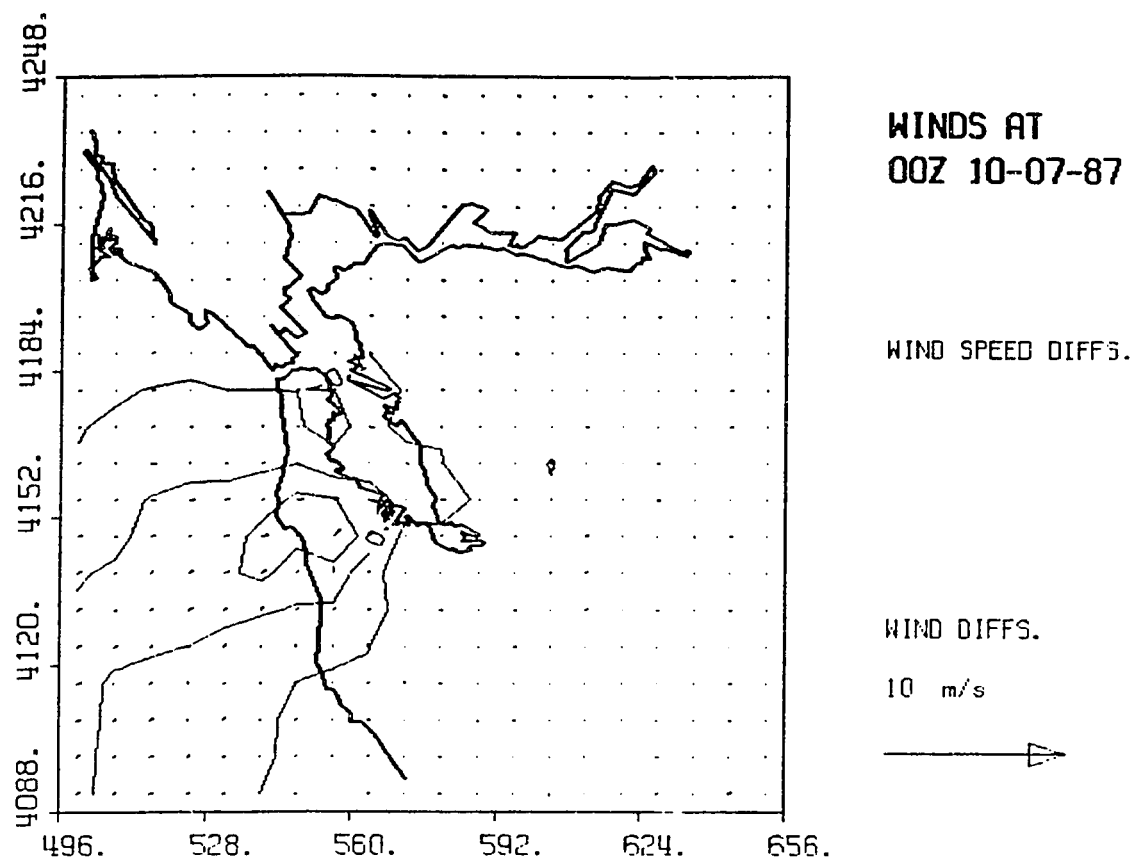 4248.
4216.
4184.
4152.
4120.
4088.
496. 528. 560. 592. 624. 656.
WINDS AT
00Z 10-07-87
WIND SPEED DIFFS.
WIND DIFFS.
10 m/s